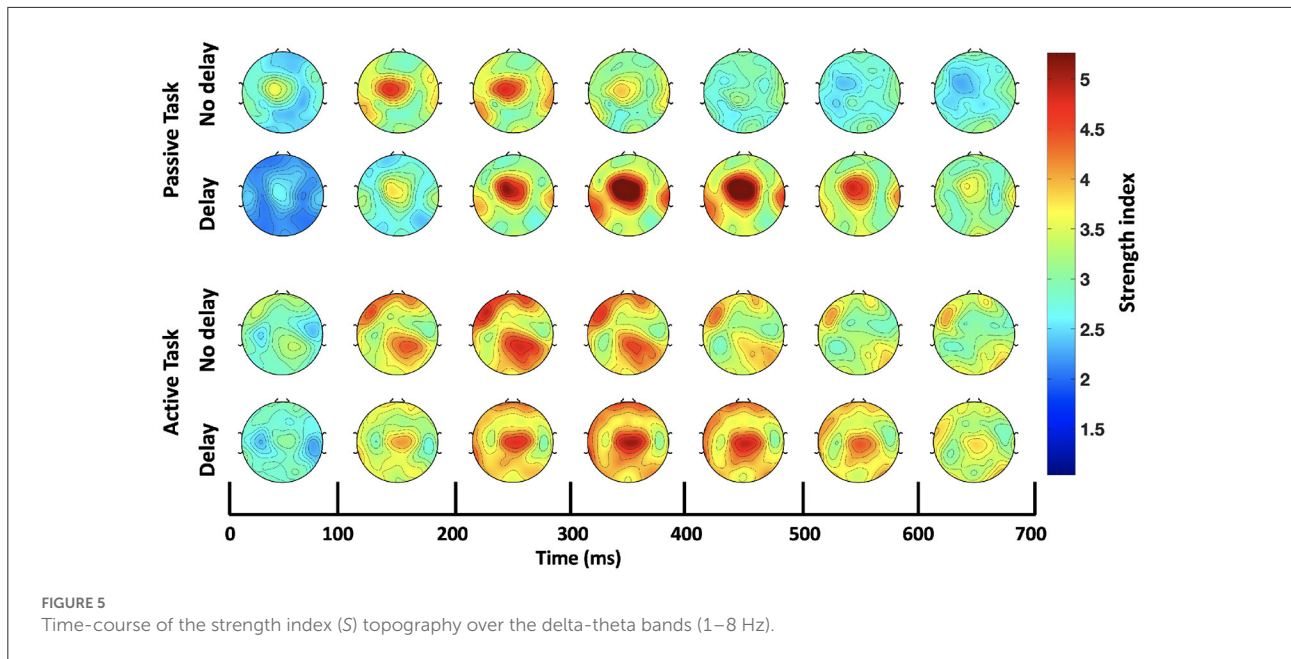 Passive Task
No delay
Delay
Active Task
No delay
Delay
5
4.5
4
3.5
3
2.5
2
1.5
Strength index
0 100 200 300 400 500 600 700
Time (ms)
FIGURE 5
Time-course of the strength index (S) topography over the delta-theta bands (1–8 Hz).